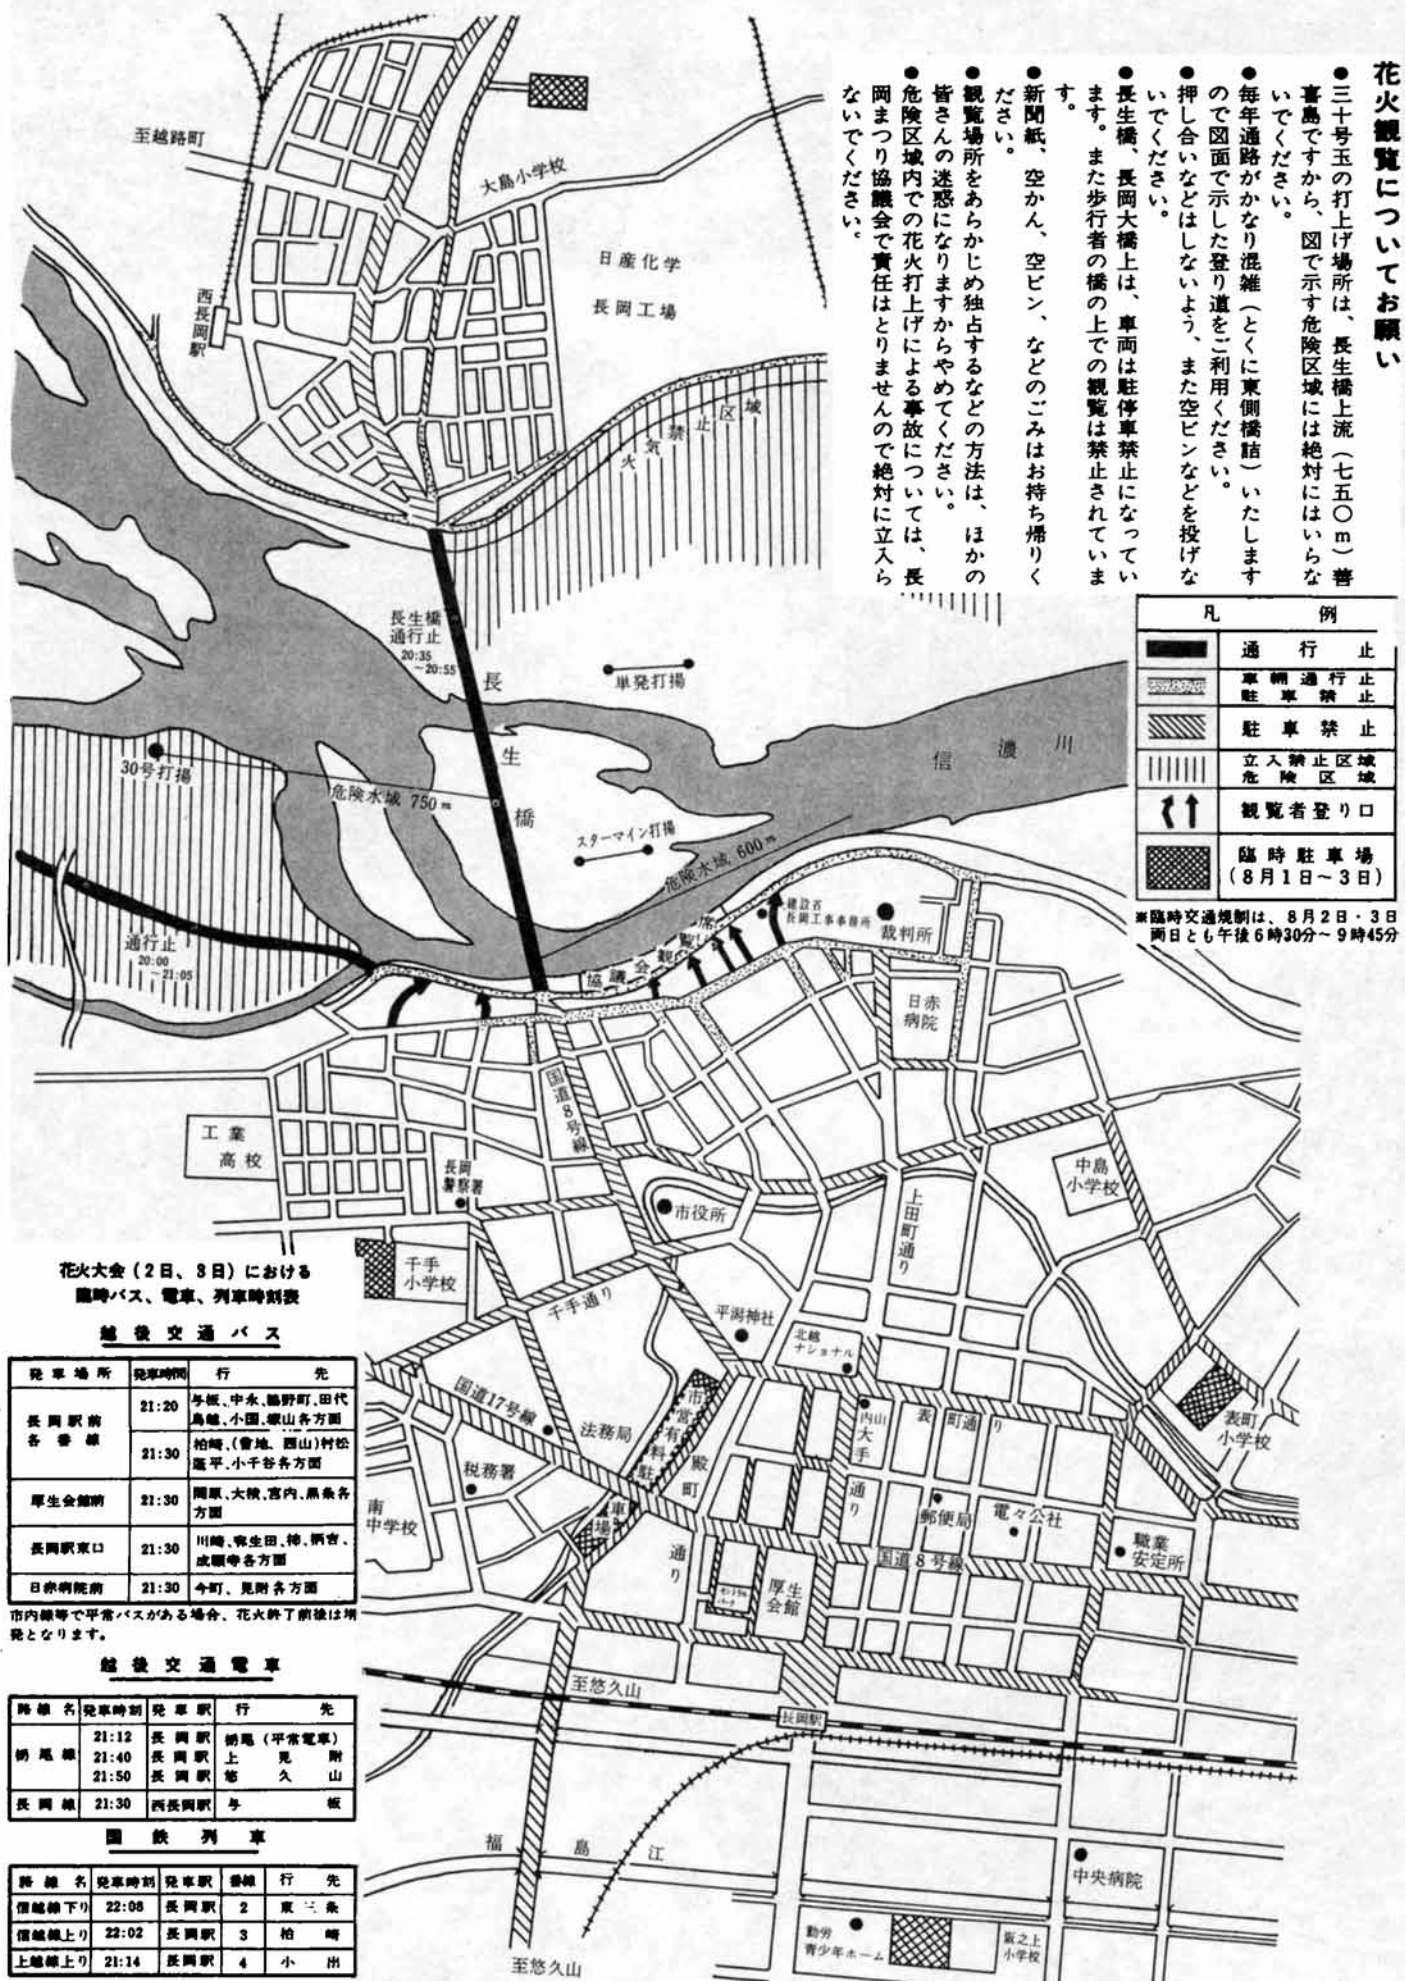 花火観覧についてお願い
●三十号玉の打上げ場所は、長生橋上流(七五〇m)善
喜島ですから、図で示す危険区域には絶対にはいらな
いでください。
●毎年通路がかなり混雑(とくに東側橋詰)いたします
ので図面で示した登り道をご利用ください。
●押し合いなどはしないよう、また空ビンなどを投げな
いでください。
●長生橋、長岡大橋上は、車両は駐停車禁止になってい
ます。また歩行者の橋の上での観覧は禁止されていま
す。
●新聞紙、空かん、空ビン、などのごみはお持ち帰りく
ださい。
●観覧場所をあらかじめ独占するなどの方法は、ほかの
皆さんの迷惑になりますからやめてください。
●危険区域内での花火打上げによる事故については、長
岡まつり協議会で責任はとりませんので絶対に立入ら
ないでください。
凡例
通行止
車輌通行止
駐車禁止
駐車禁止
立入禁止区域
危険区域
観覧者登り口
臨時駐車場
(8月1日~3日)
※臨時交通規制は、8月2日・3日
両日とも午後6時30分~9時45分
至越路町
大島小学校
日産化学
長岡工場
西長岡駅
火気禁止区域
長生橋
通行止
20:35
~20:55
長生橋
単発打揚
信濃川
30号打揚
危険水域 750m
スターマイン打揚
危険水域 600m
通行止
20:00
~21:05
協議会観覧席
建設省
長岡工事事務所
裁判所
日赤
病院
国道8号線
工業
高校
長岡
警察署
市役所
上田町通り
中島
小学校
千手
小学校
千手通り
平潟神社
北越
ナショナル
国道17号線
法務局
市営有料駐車場
殿町通り
内山
大手通り
表町通り
表町
小学校
税務署
南
中学校
郵便局
電々公社
職業
安定所
国道8号線
厚生
会館
至悠久山
長岡駅
福島江
中央病院
勤労
青少年ホーム
阪之上
小学校
至悠久山
花火大会(2日、3日)における
臨時バス、電車、列車時刻表
越後交通バス
発車場所 発車時間 行先
長岡駅前
各番線
21:20 与板、中永、脇野町、田代
鳥越、小国、塚山各方面
21:30 柏崎、(曽地、西山)村松
蓬平、小千谷各方面
厚生会館前 21:30 関原、大積、宮内、黒条各
方面
長岡駅東口 21:30 川崎、弥生田、柿、栖吉、
成願寺各方面
日赤病院前 21:30 今町、見附各方面
市内線等で平常バスがある場合、花火終了前後は増
発となります。
越後交通電車
路線名 発車時刻 発車駅 行先
栃尾線 21:12 長岡駅 栃尾(平常電車)
21:40 長岡駅 上見附
21:50 長岡駅 悠久山
長岡線 21:30 西長岡駅 与板
国鉄列車
路線名 発車時刻 発車駅 番線 行先
信越線下り 22:08 長岡駅 2 東三条
信越線上り 22:02 長岡駅 3 柏崎
上越線上り 21:14 長岡駅 4 小出